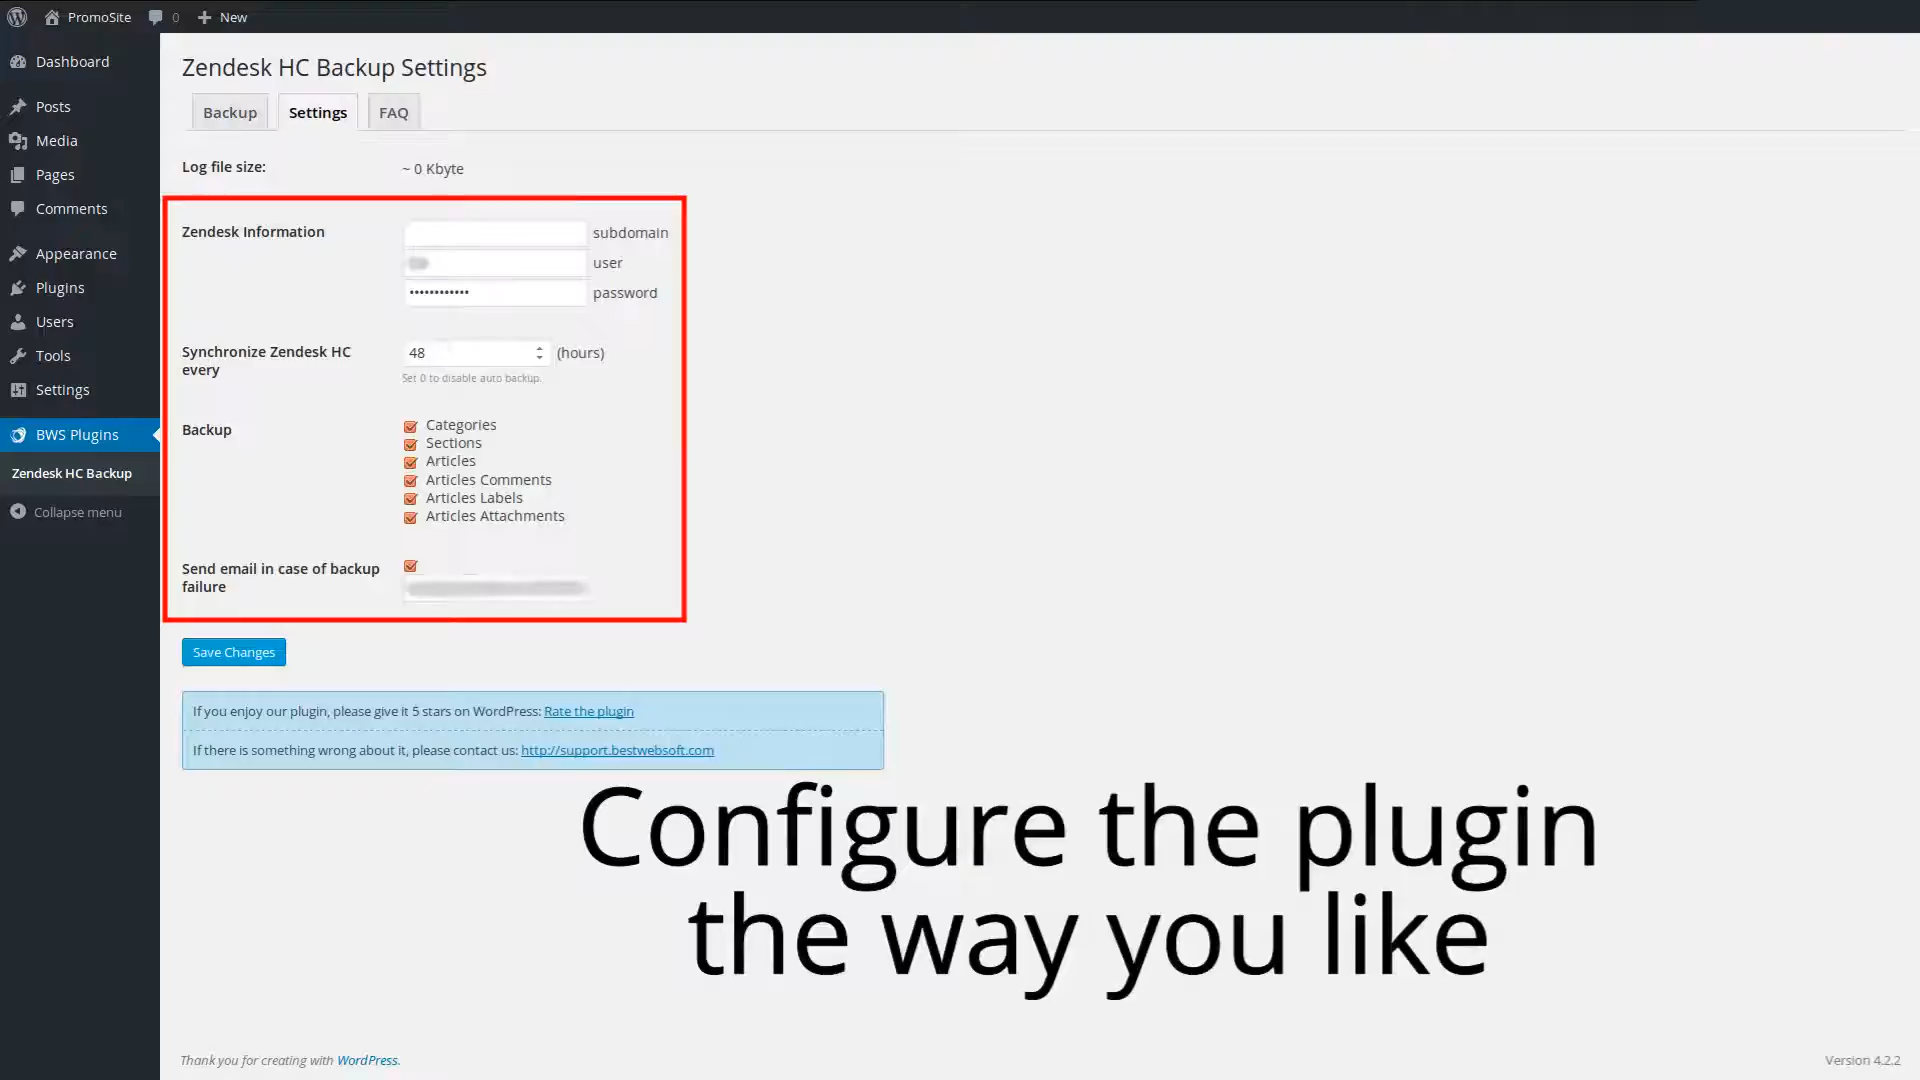 PromoSite 0 New
Dashboard
Posts
Media
Pages
Comments
Appearance
Plugins
Users
Tools
Settings
BWS Plugins
Zendesk HC Backup
Collapse menu
Zendesk HC Backup Settings
Backup Settings FAQ
Log file size: ~ 0 Kbyte
Zendesk Information subdomain
user
•••••••••••• password
Synchronize Zendesk HC
every
48 (hours)
Set 0 to disable auto backup.
Backup
Categories
Sections
Articles
Articles Comments
Articles Labels
Articles Attachments
Send email in case of backup
failure
Save Changes
If you enjoy our plugin, please give it 5 stars on WordPress: Rate the plugin
If there is something wrong about it, please contact us: http://support.bestwebsoft.com
Configure the plugin
the way you like
Thank you for creating with WordPress.
Version 4.2.2